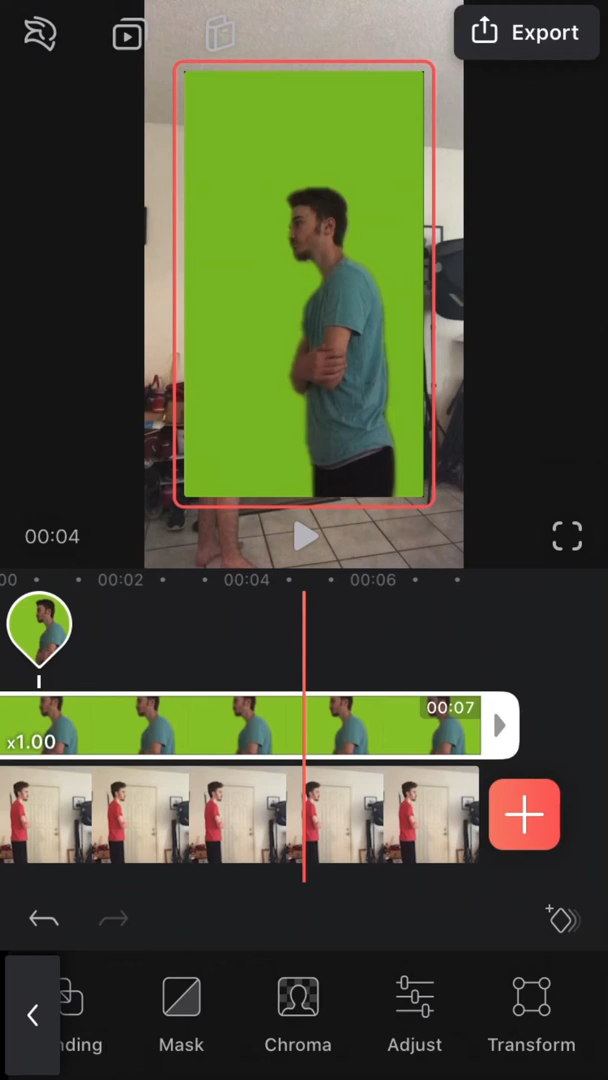 Export
00:04
00
00:02
00:04
00:06
00:07
x1.00
nding
Mask
Chroma
Adjust
Transform